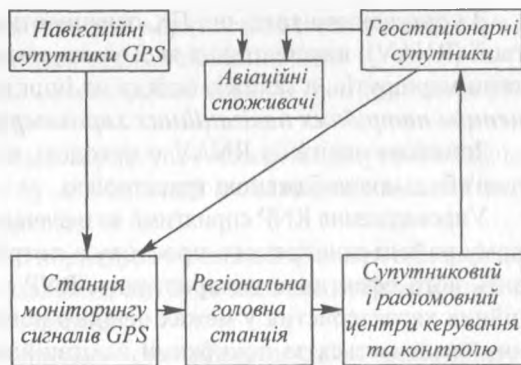 Навігаційні
супутники GPS
Авіаційні
споживачі
Геостаціонарні
супутники
Станція
моніторингу
сигналів GPS
Регіональна
головна
станція
Супутниковий
і радіомовний
центри керування
та контролю